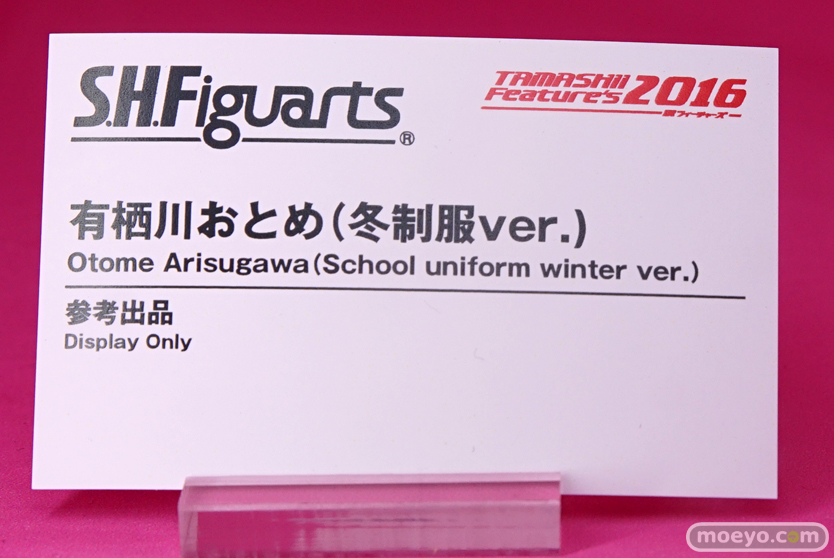 S.H.Figuarts®
TAMASHII
Feature's 2016
魂フィーチャーズ
有栖川おとめ(冬制服ver.)
Otome Arisugawa(School uniform winter ver.)
参考出品
Display Only
moeyo.com